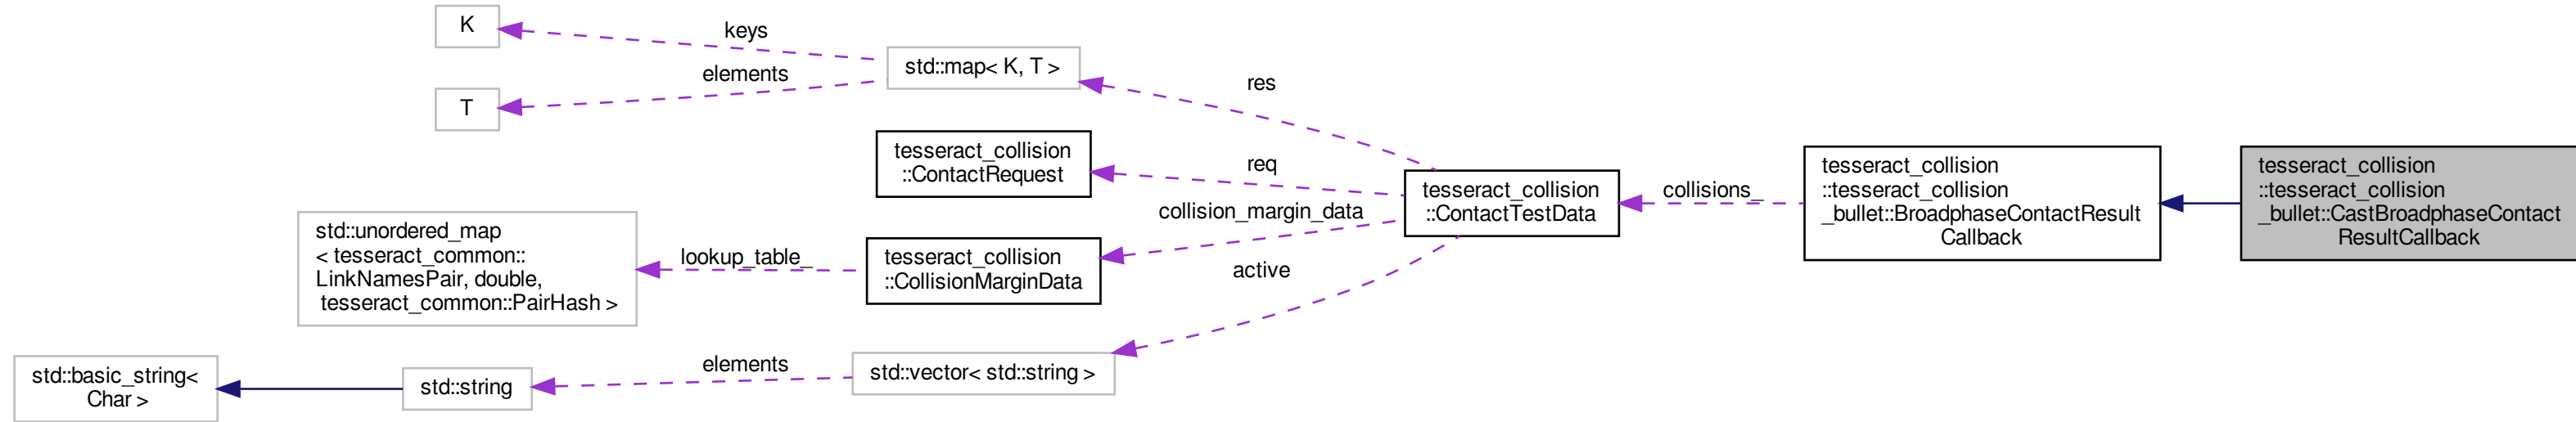 K
keys
std::map< K, T >
elements
T
res
tesseract_collision
::ContactRequest
req
tesseract_collision
::ContactTestData
collisions_
tesseract_collision
::tesseract_collision
_bullet::BroadphaseContactResult
Callback
tesseract_collision
::tesseract_collision
_bullet::CastBroadphaseContact
ResultCallback
collision_margin_data
std::unordered_map
< tesseract_common::
LinkNamesPair, double,
tesseract_common::PairHash >
lookup_table_
tesseract_collision
::CollisionMarginData
active
std::basic_string<
Char >
std::string
elements
std::vector< std::string >